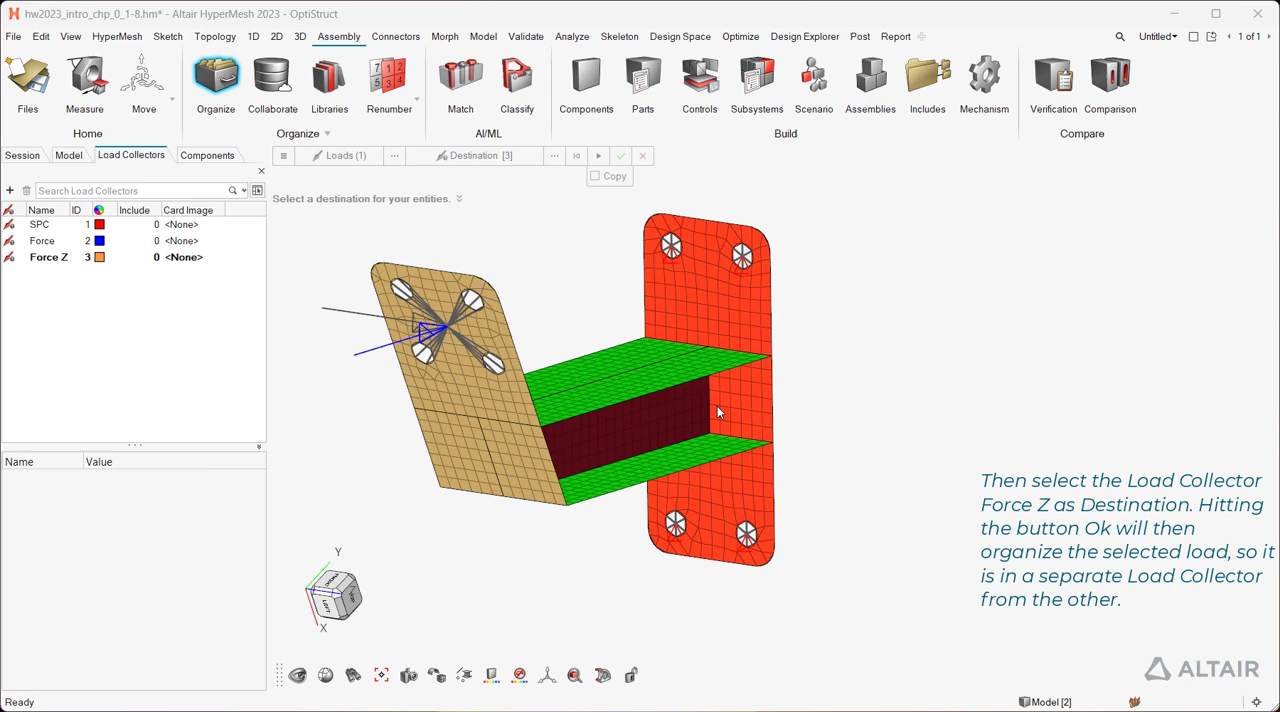 hw2023_intro_chp_0_1-8.hm* - Altair HyperMesh 2023 - OptiStruct
File Edit View HyperMesh Sketch Topology 1D 2D 3D Assembly Connectors Morph Model Validate Analyze Skeleton Design Space Optimize Design Explorer Post Report Untitled 1 of 1
7 1 5 3 4
Files Measure Move Organize Collaborate Libraries Renumber Match Classify Components Parts Controls Subsystems Scenario Assemblies Includes Mechanism Verification Comparison
Home Organize AI/ML Build Compare
Session Model Load Collectors Components
Loads (1) ... Destination [3] ...
Copy
Search Load Collectors
Select a destination for your entities.
Name ID Include Card Image
SPC 1 0 <None>
Force 2 0 <None>
Force Z 3 0 <None>
Name Value
Then select the Load Collector
Force Z as Destination. Hitting
the button Ok will then
organize the selected load, so it
is in a separate Load Collector
from the other.
Y
LEFT
X
ALTAIR
Ready Model [2]